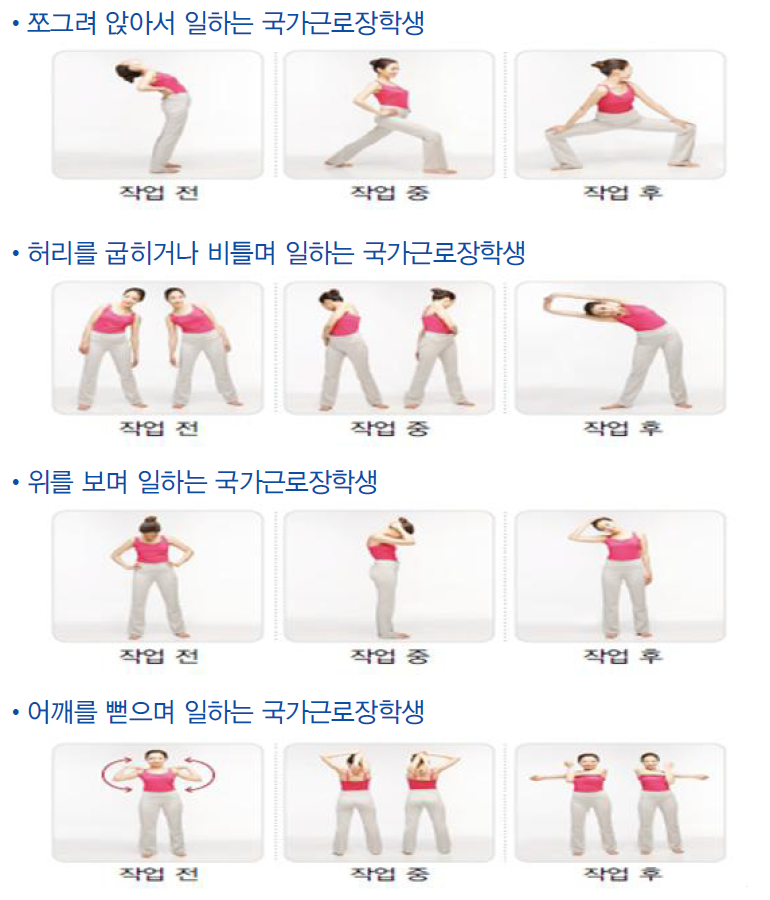 • 쪼그려 앉아서 일하는 국가근로장학생
작업 전 작업 중 작업 후
• 허리를 굽히거나 비틀며 일하는 국가근로장학생
작업 전 작업 중 작업 후
• 위를 보며 일하는 국가근로장학생
작업 전 작업 중 작업 후
• 어깨를 뻗으며 일하는 국가근로장학생
작업 전 작업 중 작업 후